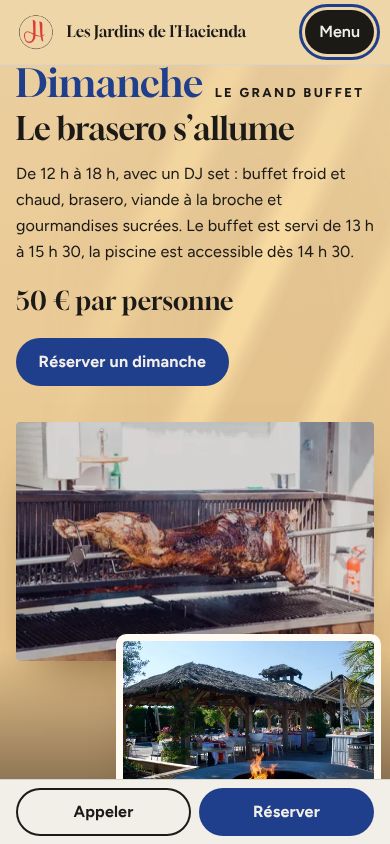 Les Jardins de l'Hacienda
Menu
Dimanche LE GRAND BUFFET
Le brasero s’allume
De 12 h à 18 h, avec un DJ set : buffet froid et
chaud, brasero, viande à la broche et
gourmandises sucrées. Le buffet est servi de 13 h
à 15 h 30, la piscine est accessible dès 14 h 30.
50 € par personne
Réserver un dimanche
Appeler
Réserver